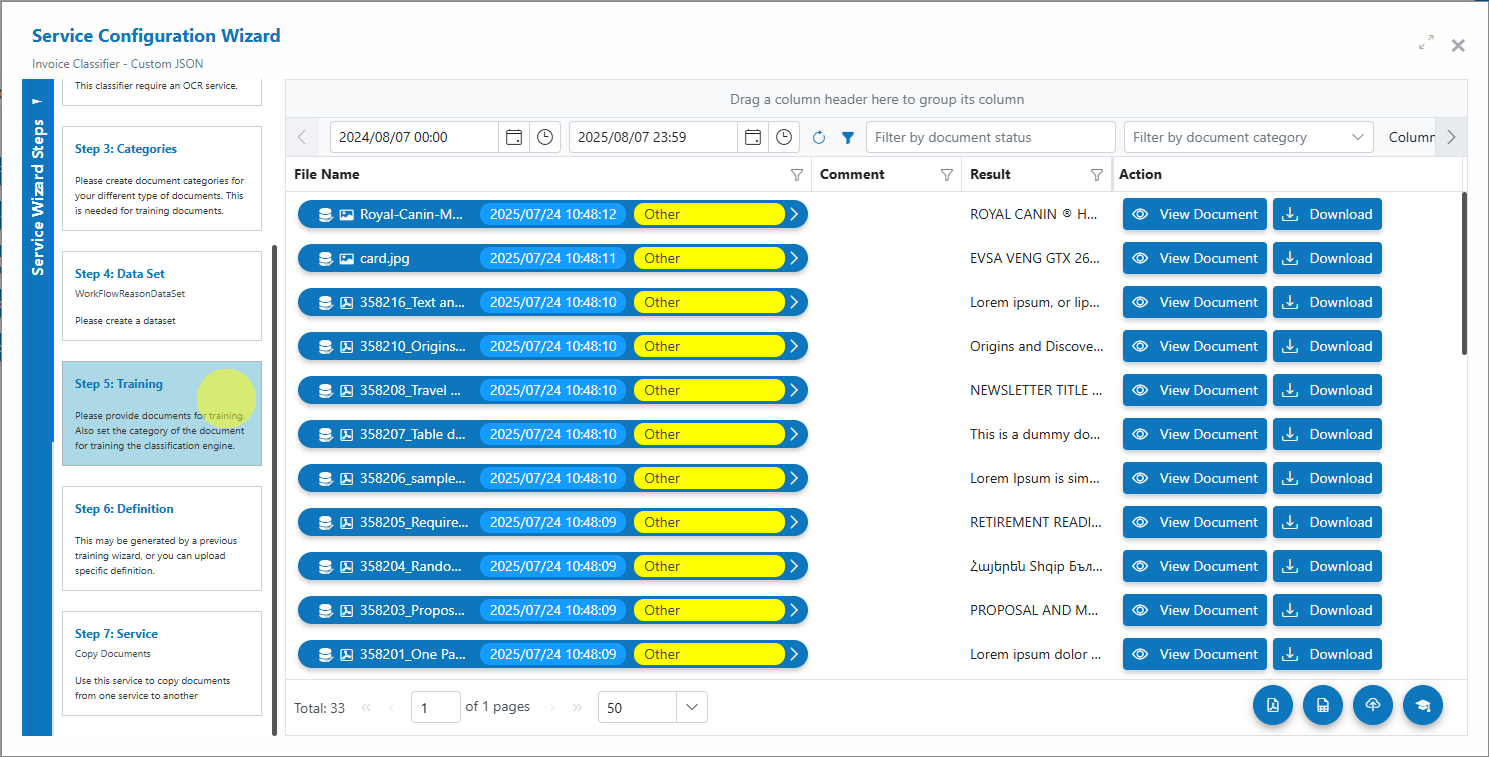 Service Configuration Wizard
Invoice Classifier - Custom JSON
Service Wizard Steps
This classifier require an OCR service.
Step 3: Categories
Please create document categories for
your different type of documents. This
is needed for training documents.
Step 4: Data Set
WorkFlowReasonDataSet
Please create a dataset
Step 5: Training
Please provide documents for training.
Also set the category of the document
for training the classification engine.
Step 6: Definition
This may be generated by a previous
training wizard, or you can upload
specific definition.
Step 7: Service
Copy Documents
Use this service to copy documents
from one service to another
Drag a column header here to group its column
2024/08/07 00:00 2025/08/07 23:59 Filter by document status Filter by document category Column
File Name Comment Result Action
Royal-Canin-M... 2025/07/24 10:48:12 Other ROYAL CANIN ® H... View Document Download
card.jpg 2025/07/24 10:48:11 Other EVSA VENG GTX 26... View Document Download
358216_Text an... 2025/07/24 10:48:10 Other Lorem ipsum, or lip... View Document Download
358210_Origins... 2025/07/24 10:48:10 Other Origins and Discove... View Document Download
358208_Travel ... 2025/07/24 10:48:10 Other NEWSLETTER TITLE ... View Document Download
358207_Table d... 2025/07/24 10:48:10 Other This is a dummy do... View Document Download
358206_sample... 2025/07/24 10:48:10 Other Lorem Ipsum is sim... View Document Download
358205_Require... 2025/07/24 10:48:09 Other RETIREMENT READI... View Document Download
358204_Rando... 2025/07/24 10:48:09 Other Հայերեն Shqip Бъл... View Document Download
358203_Propos... 2025/07/24 10:48:09 Other PROPOSAL AND M... View Document Download
358201_One Pa... 2025/07/24 10:48:09 Other Lorem ipsum dolor ... View Document Download
Total: 33 1 of 1 pages 50